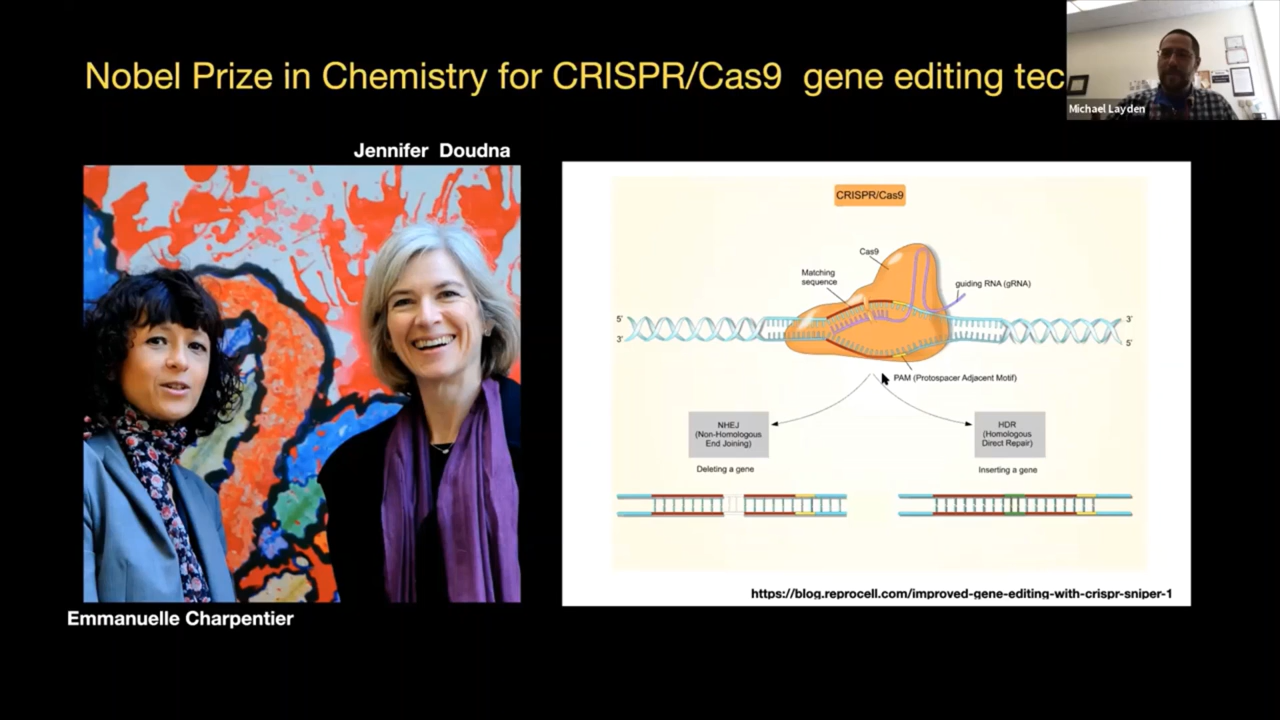 Nobel Prize in Chemistry for CRISPR/Cas9 gene editing tec
Michael Layden
Jennifer Doudna
CRISPR/Cas9
Cas9
Matching
sequence
guiding RNA (gRNA)
5'
3'
3'
5'
PAM (Protospacer Adjacent Motif)
NHEJ
(Non-Homologous
End Joining)
HDR
(Homologous
Direct Repair)
Deleting a gene
Inserting a gene
https://blog.reprocell.com/improved-gene-editing-with-crispr-sniper-1
Emmanuelle Charpentier